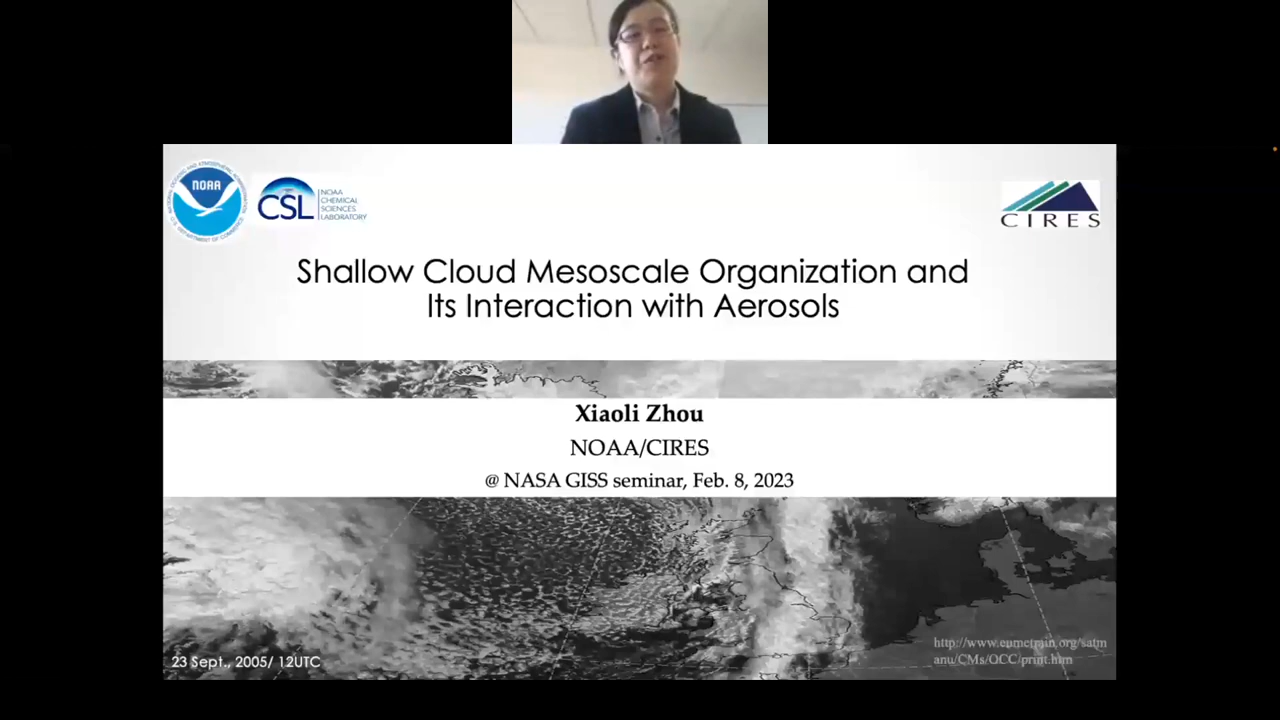 NOAA
CSL
NOAA
CHEMICAL
SCIENCES
LABORATORY
CIRES
Shallow Cloud Mesoscale Organization and
Its Interaction with Aerosols
Xiaoli Zhou
NOAA/CIRES
@ NASA GISS seminar, Feb. 8, 2023
23 Sept., 2005/ 12UTC
http://www.eumetrain.org/satm
anu/CMs/OCC/print.htm